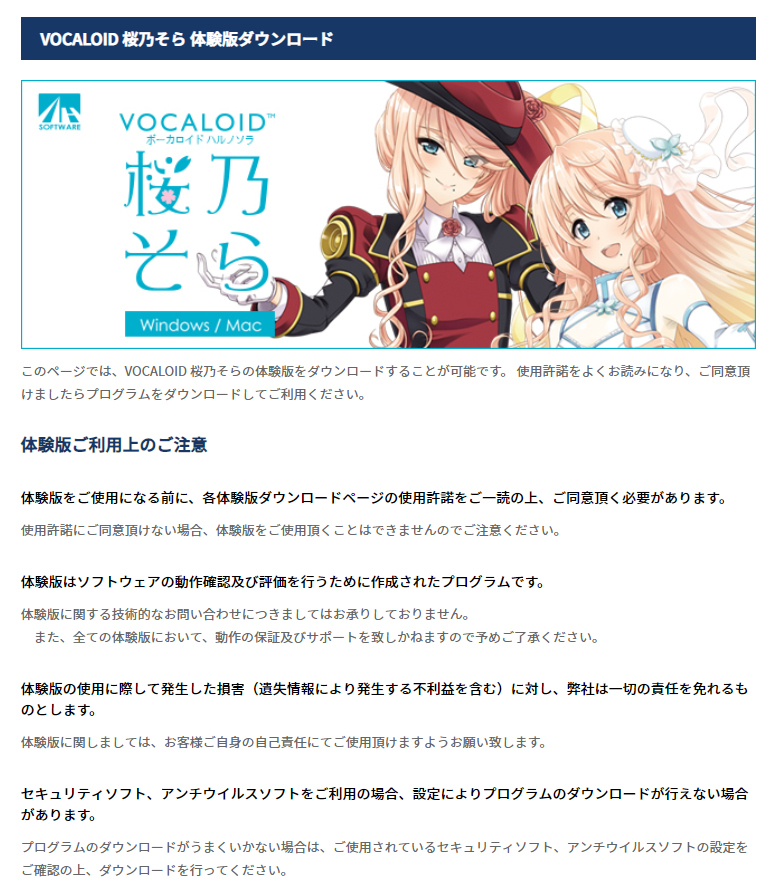 VOCALOID 桜乃そら 体験版ダウンロード
SOFTWARE
VOCALOID™
ボーカロイド ハルノソラ
桜乃
そら
Windows / Mac
このページでは、VOCALOID 桜乃そらの体験版をダウンロードすることが可能です。 使用許諾をよくお読みになり、ご同意頂
けましたらプログラムをダウンロードしてご利用ください。
体験版ご利用上のご注意
体験版をご使用になる前に、各体験版ダウンロードページの使用許諾をご一読の上、ご同意頂く必要があります。
使用許諾にご同意頂けない場合、体験版をご使用頂くことはできませんのでご注意ください。
体験版はソフトウェアの動作確認及び評価を行うために作成されたプログラムです。
体験版に関する技術的なお問い合わせにつきましてはお承りしておりません。
また、全ての体験版において、動作の保証及びサポートを致しかねますので予めご了承ください。
体験版の使用に際して発生した損害（遺失情報により発生する不利益を含む）に対し、弊社は一切の責任を免れるも
のとします。
体験版に関しましては、お客様ご自身の自己責任にてご使用頂けますようお願い致します。
セキュリティソフト、アンチウイルスソフトをご利用の場合、設定によりプログラムのダウンロードが行えない場合
があります。
プログラムのダウンロードがうまくいかない場合は、ご使用されているセキュリティソフト、アンチウイルスソフトの設定を
ご確認の上、ダウンロードを行ってください。